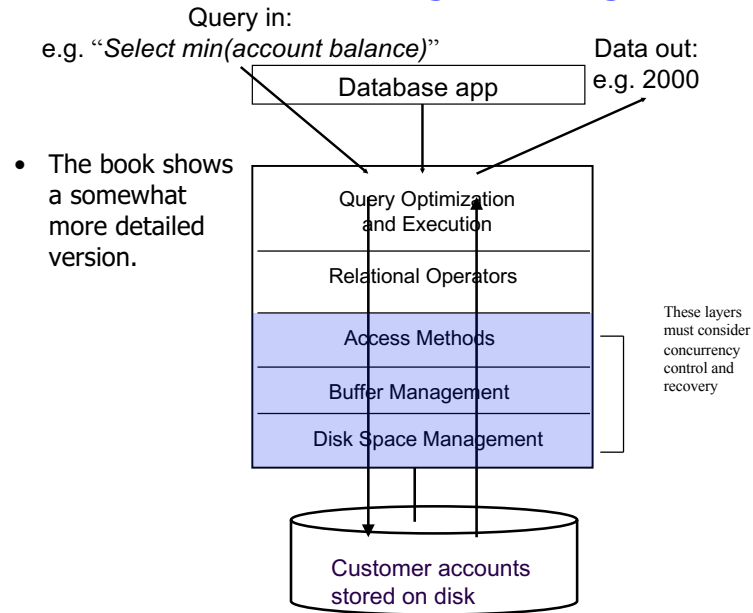 Query in:
e.g. “Select min(account balance)”
Data out:
e.g. 2000
Database app
• The book shows
a somewhat
more detailed
version.
Query Optimization
and Execution
Relational Operators
Access Methods
Buffer Management
Disk Space Management
These layers
must consider
concurrency
control and
recovery
Customer accounts
stored on disk